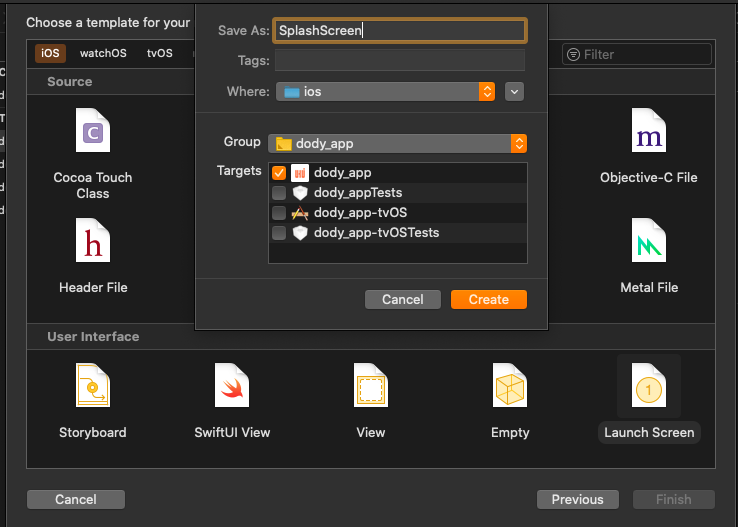 Choose a template for your
Save As: SplashScreen
Tags:
Where: ios
iOS watchOS tvOS
Filter
Source
Group dody_app
Targets dody_app
dody_appTests
dody_app-tvOS
dody_app-tvOSTests
C
Cocoa Touch
Class
m
Objective-C File
h
Header File
Metal File
Cancel Create
User Interface
1
Storyboard SwiftUI View View Empty Launch Screen
Cancel Previous Finish